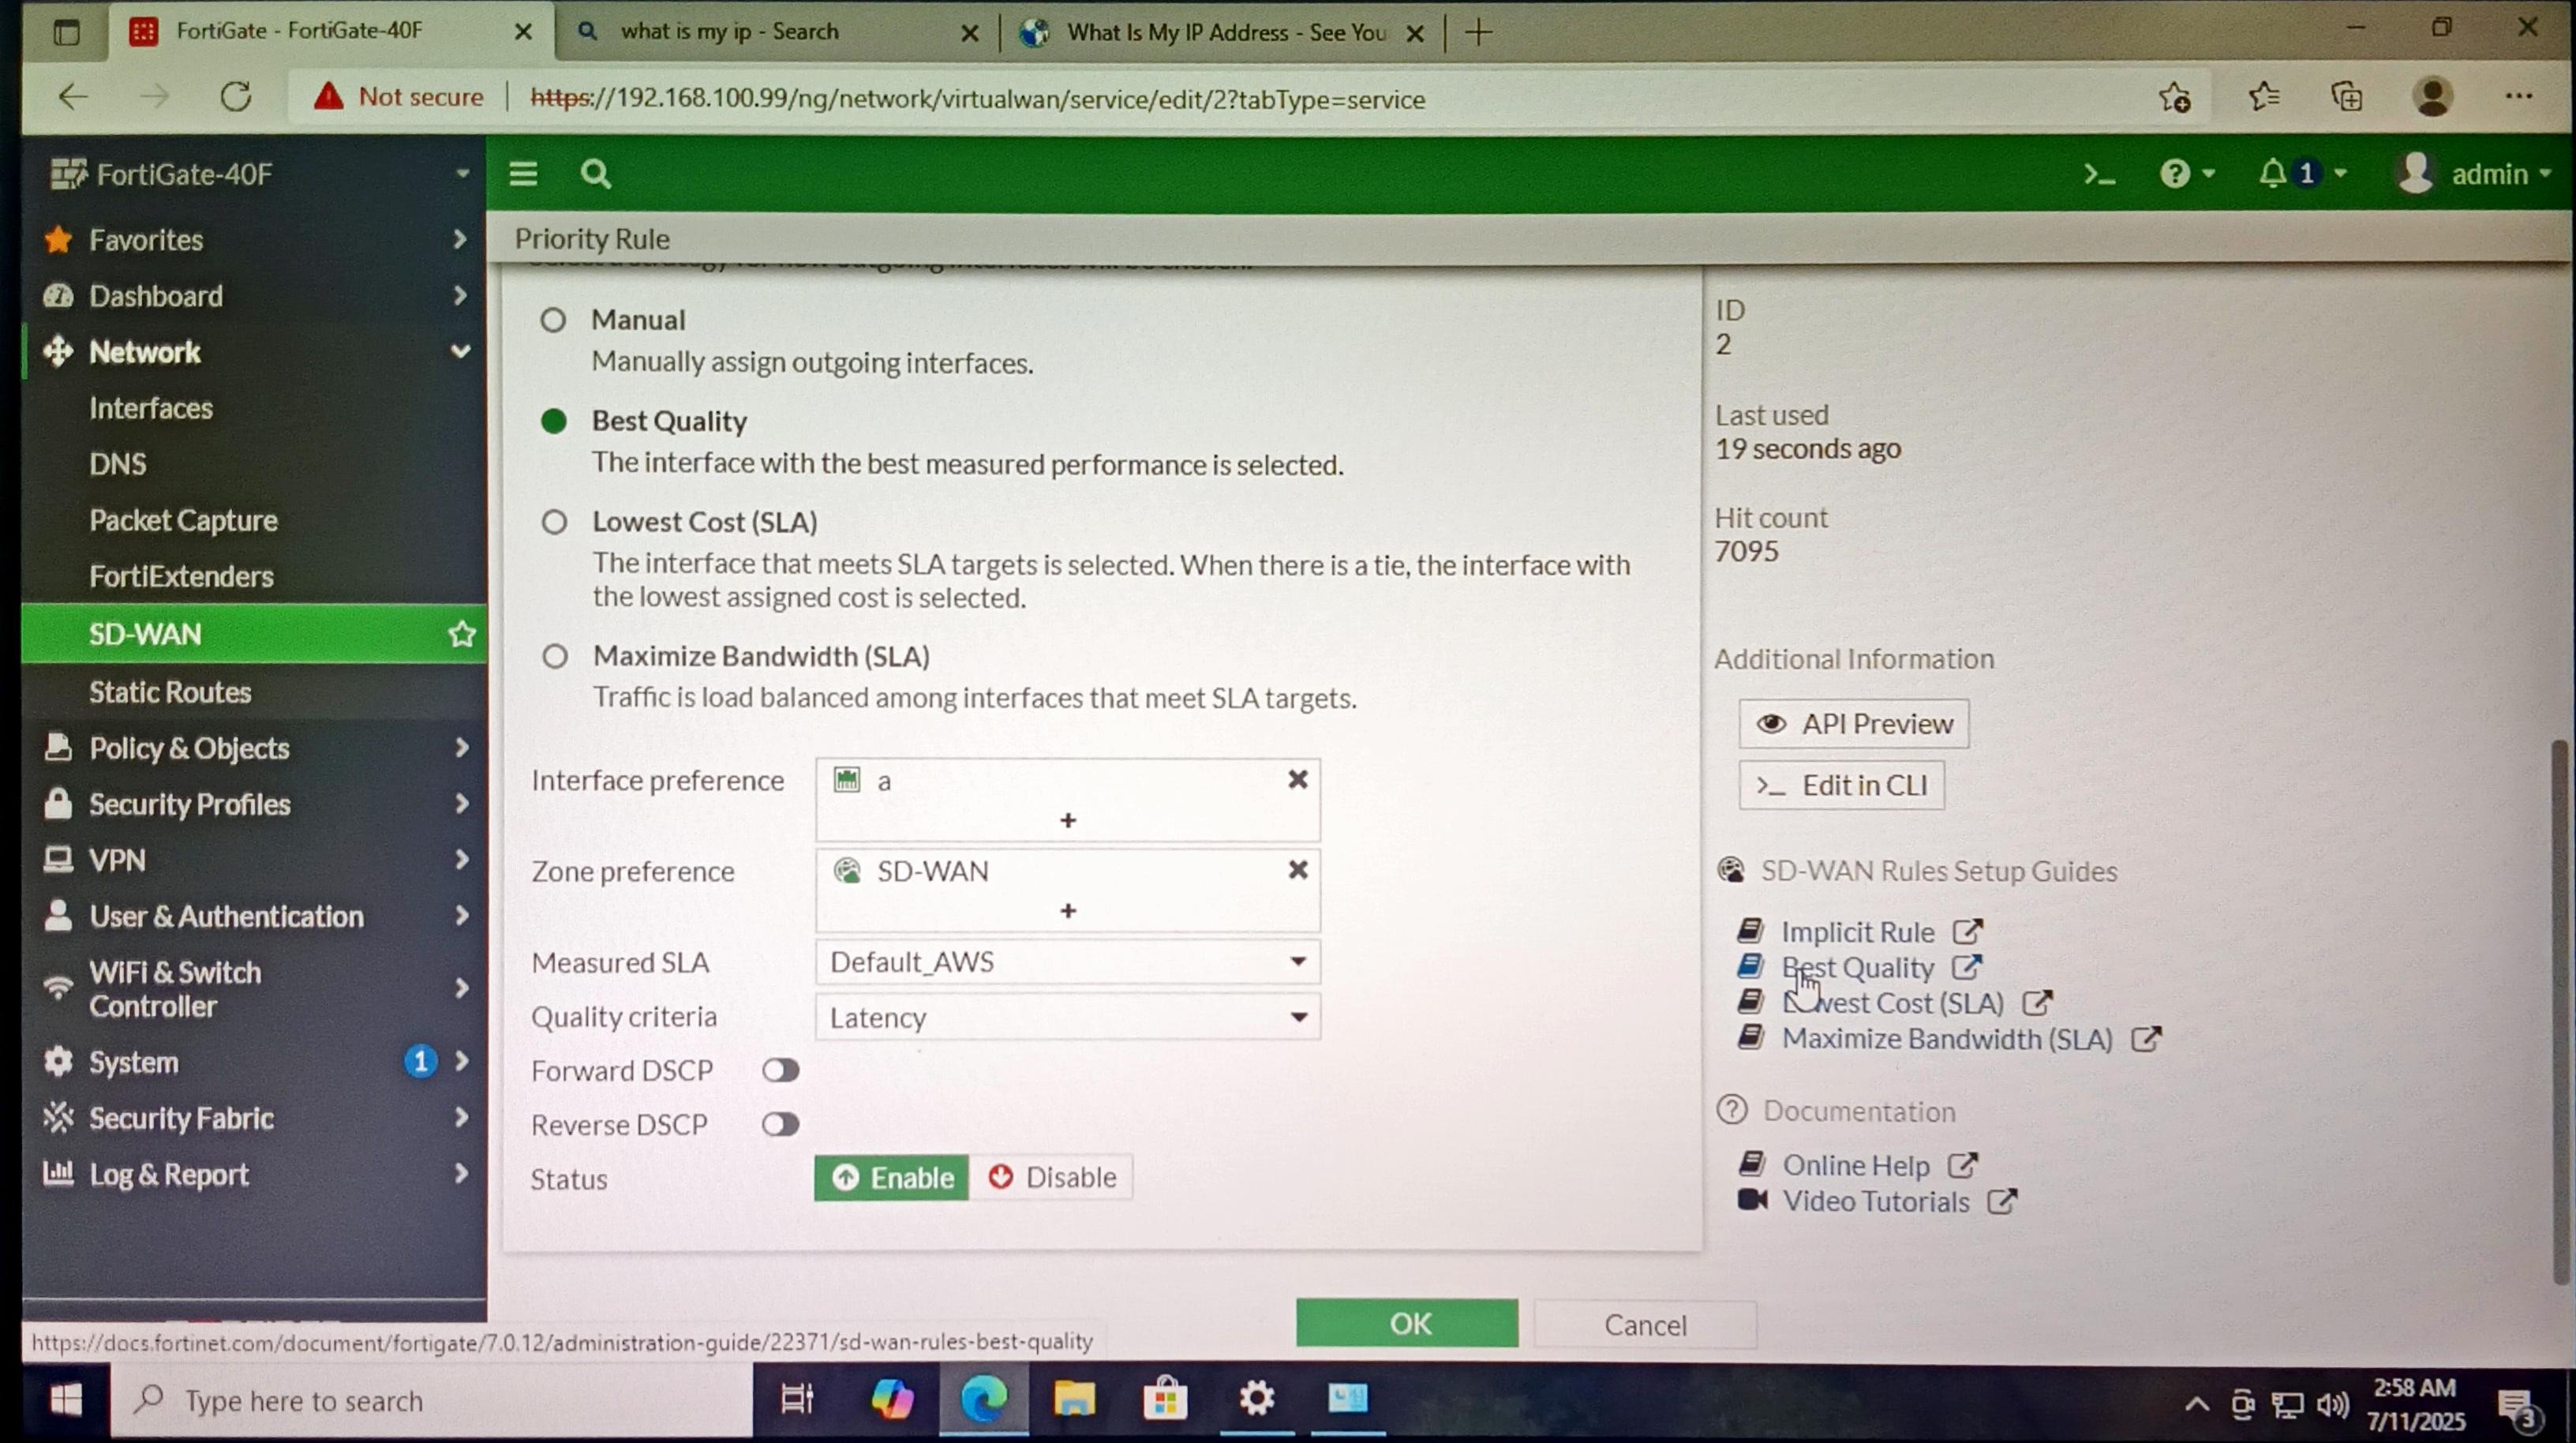 FortiGate - FortiGate-40F
what is my ip - Search
What Is My IP Address - See You
Not secure
https://192.168.100.99/ng/network/virtualwan/service/edit/2?tabType=service
FortiGate-40F
1
admin
Favorites
Dashboard
Network
Interfaces
DNS
Packet Capture
FortiExtenders
SD-WAN
Static Routes
Policy & Objects
Security Profiles
VPN
User & Authentication
WiFi & Switch
Controller
System
1
Security Fabric
Log & Report
Priority Rule
Manual
Manually assign outgoing interfaces.
Best Quality
The interface with the best measured performance is selected.
Lowest Cost (SLA)
The interface that meets SLA targets is selected. When there is a tie, the interface with
the lowest assigned cost is selected.
Maximize Bandwidth (SLA)
Traffic is load balanced among interfaces that meet SLA targets.
Interface preference
a
+
Zone preference
SD-WAN
+
Measured SLA
Default_AWS
Quality criteria
Latency
Forward DSCP
Reverse DSCP
Status
Enable
Disable
OK
Cancel
ID
2
Last used
19 seconds ago
Hit count
7095
Additional Information
API Preview
>_ Edit in CLI
SD-WAN Rules Setup Guides
Implicit Rule
Best Quality
Lowest Cost (SLA)
Maximize Bandwidth (SLA)
Documentation
Online Help
Video Tutorials
https://docs.fortinet.com/document/fortigate/7.0.12/administration-guide/22371/sd-wan-rules-best-quality
Type here to search
2:58 AM
7/11/2025
3